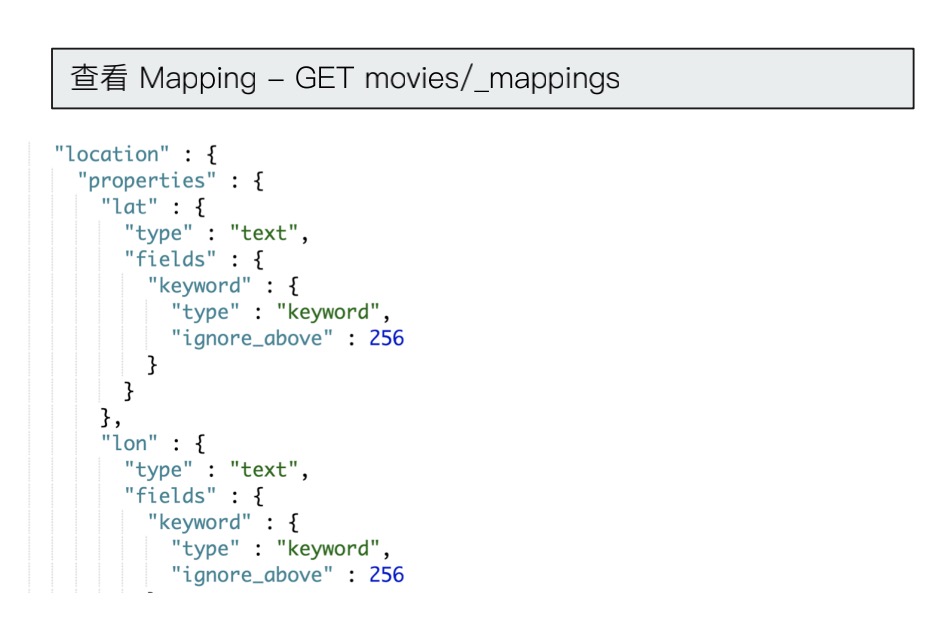 查看 Mapping – GET movies/_mappings
"location" : {
"properties" : {
"lat" : {
"type" : "text",
"fields" : {
"keyword" : {
"type" : "keyword",
"ignore_above" : 256
}
}
},
"lon" : {
"type" : "text",
"fields" : {
"keyword" : {
"type" : "keyword",
"ignore_above" : 256